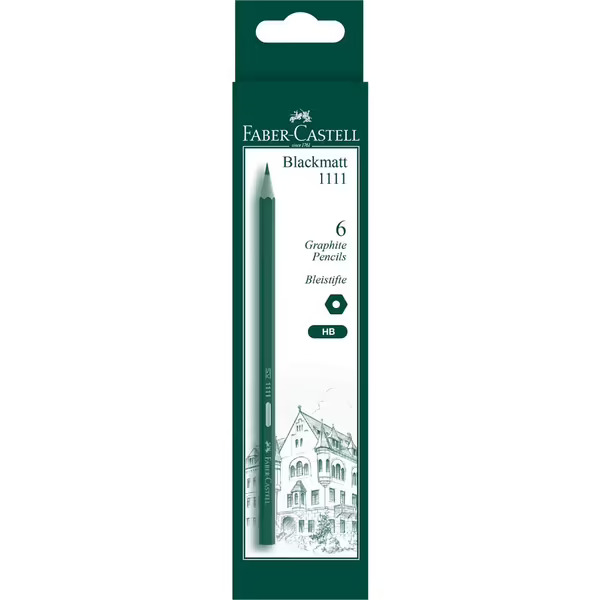 FABER-CASTELL
since 1761
Blackmatt
1111
6
Graphite
Pencils
Bleistifte
HB
1111
FABER-CASTELL